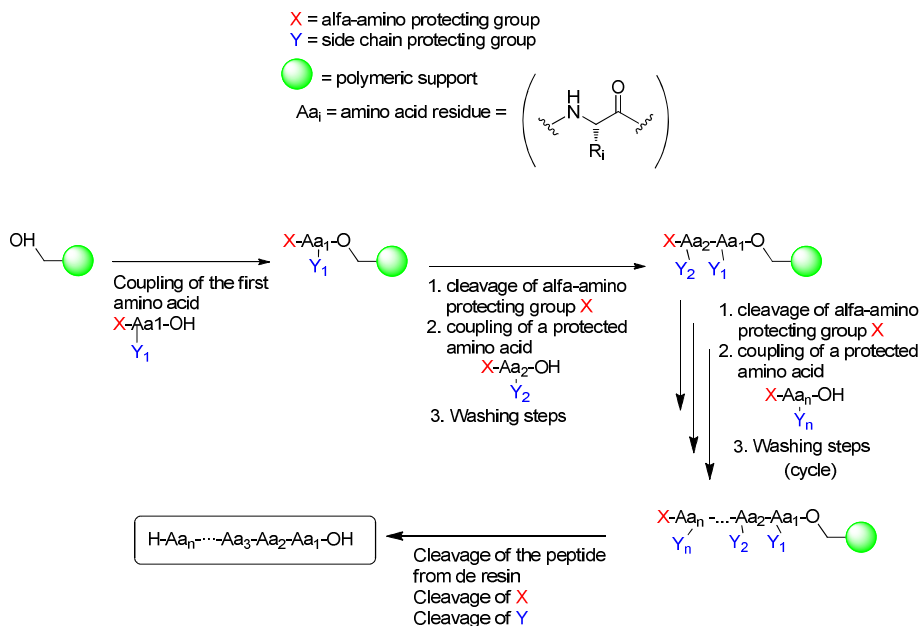 X = alfa-amino protecting group
Y = side chain protecting group
= polymeric support
Aaᵢ = amino acid residue =
H
N
O
Rᵢ
OH
X-Aa₁-O
Y₁
X-Aa₂-Aa₁-O
Y₂ Y₁
Coupling of the first
amino acid
X-Aa1-OH
Y₁
1. cleavage of alfa-amino
protecting group X
2. coupling of a protected
amino acid
X-Aa₂-OH
Y₂
3. Washing steps
1. cleavage of alfa-amino
protecting group X
2. coupling of a protected
amino acid
X-Aaₙ-OH
Yₙ
3. Washing steps
(cycle)
X-Aaₙ -...-Aa₂-Aa₁-O
Yₙ Y₂ Y₁
H-Aaₙ-····-Aa₃-Aa₂-Aa₁-OH
Cleavage of the peptide
from de resin
Cleavage of X
Cleavage of Y